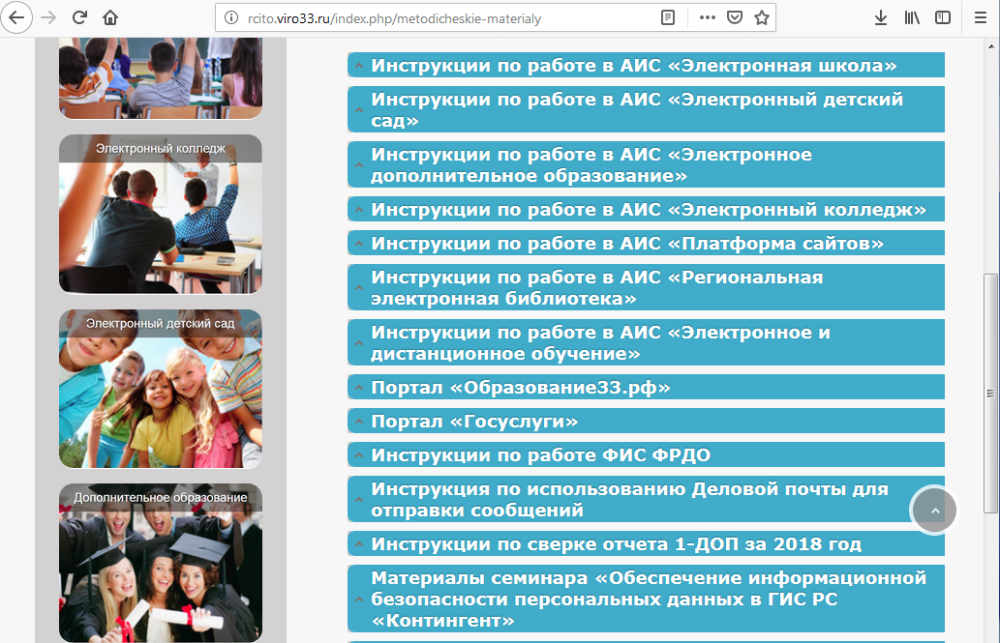 rcito.viro33.ru/index.php/metodicheskie-materialy
Электронный колледж
Электронный детский сад
Дополнительное образование
Инструкции по работе в АИС «Электронная школа»
Инструкции по работе в АИС «Электронный детский
сад»
Инструкции по работе в АИС «Электронное
дополнительное образование»
Инструкции по работе в АИС «Электронный колледж»
Инструкции по работе в АИС «Платформа сайтов»
Инструкции по работе в АИС «Региональная
электронная библиотека»
Инструкции по работе в АИС «Электронное и
дистанционное обучение»
Портал «Образование33.рф»
Портал «Госуслуги»
Инструкции по работе ФИС ФРДО
Инструкция по использованию Деловой почты для
отправки сообщений
Инструкции по сверке отчета 1-ДОП за 2018 год
Материалы семинара «Обеспечение информационной
безопасности персональных данных в ГИС РС
«Контингент»